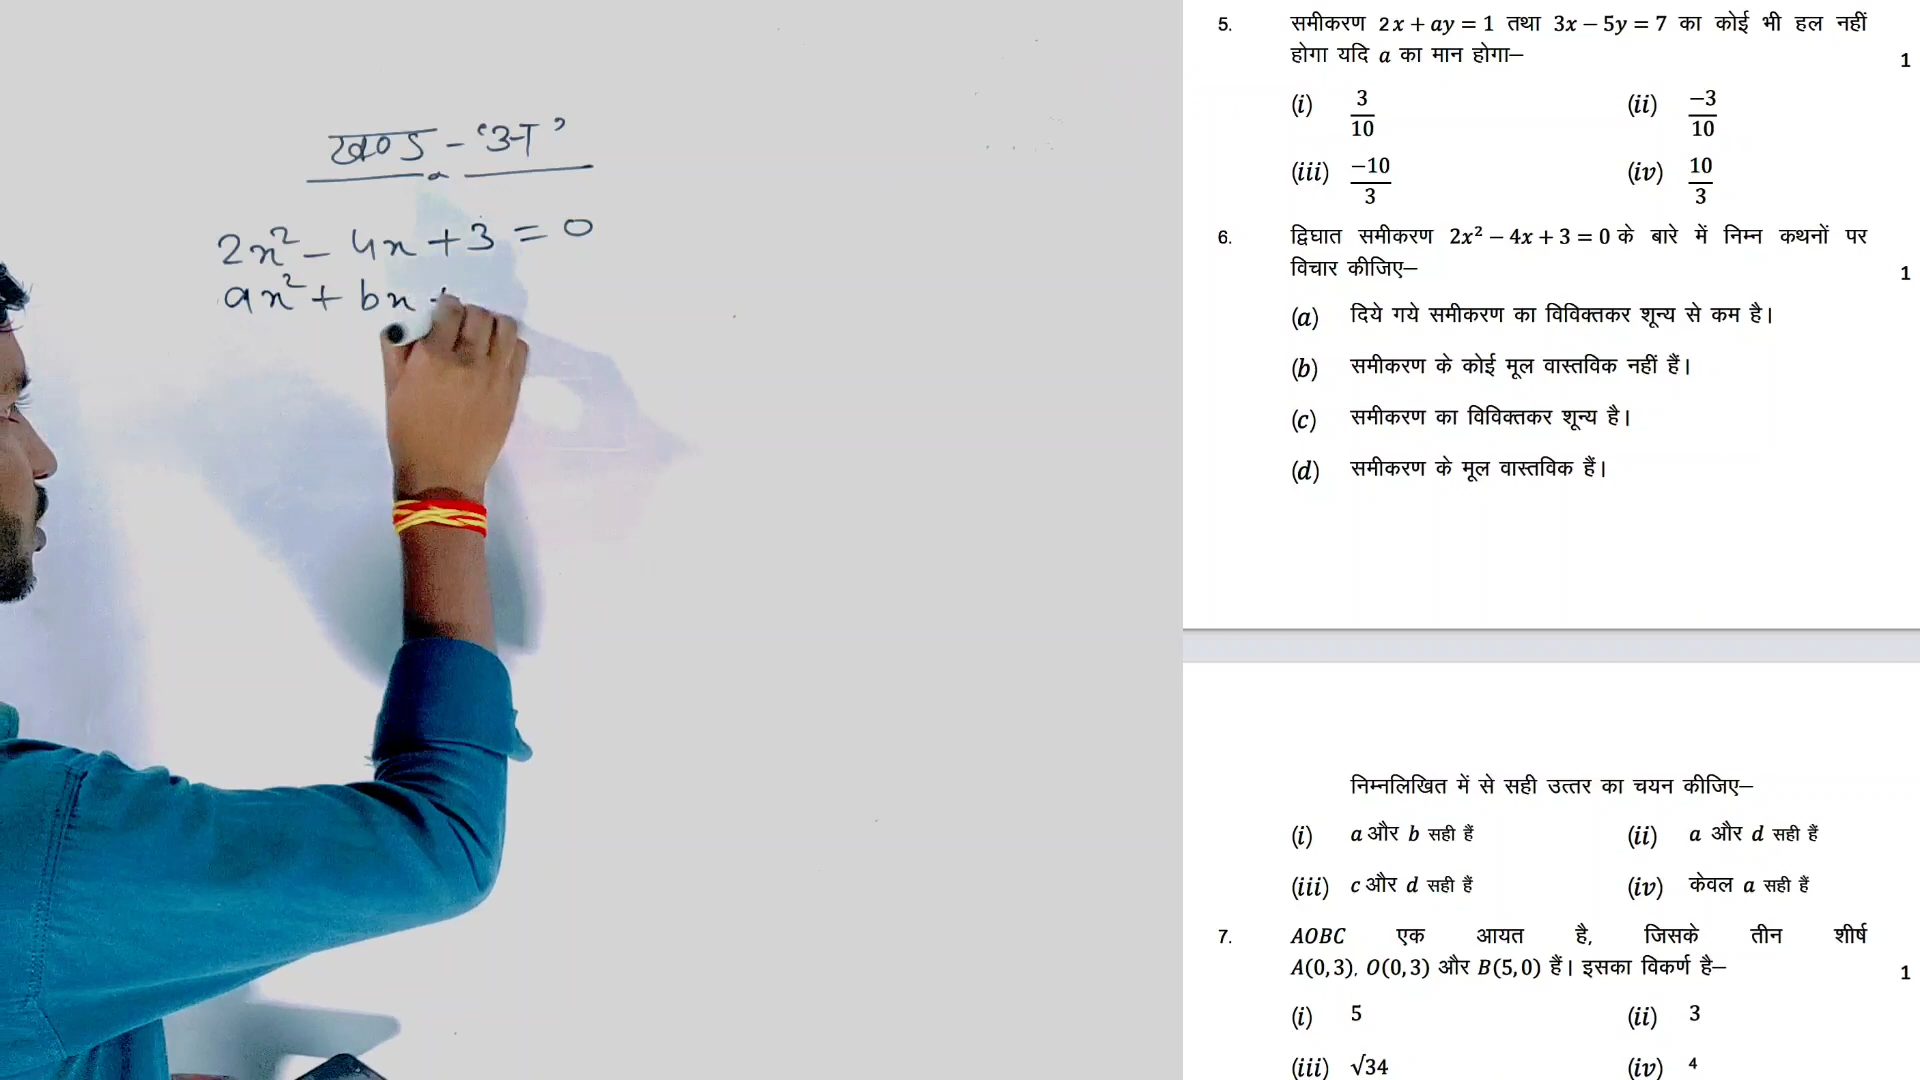 खण्ड - 'अ'
2x² - 4x + 3 = 0
ax² + bx +
5. समीकरण 2x + ay = 1 तथा 3x − 5y = 7 का कोई भी हल नहीं
होगा यदि a का मान होगा– 1
(i) 3/10 (ii) −3/10
(iii) −10/3 (iv) 10/3
6. द्विघात समीकरण 2x² − 4x + 3 = 0 के बारे में निम्न कथनों पर
विचार कीजिए– 1
(a) दिये गये समीकरण का विविक्तकर शून्य से कम है।
(b) समीकरण के कोई मूल वास्तविक नहीं हैं।
(c) समीकरण का विविक्तकर शून्य है।
(d) समीकरण के मूल वास्तविक हैं।
निम्नलिखित में से सही उत्तर का चयन कीजिए–
(i) a और b सही हैं (ii) a और d सही हैं
(iii) c और d सही हैं (iv) केवल a सही हैं
7. AOBC एक आयत है, जिसके तीन शीर्ष
A(0,3), O(0,3) और B(5,0) हैं। इसका विकर्ण है– 1
(i) 5 (ii) 3
(iii) √34 (iv) 4